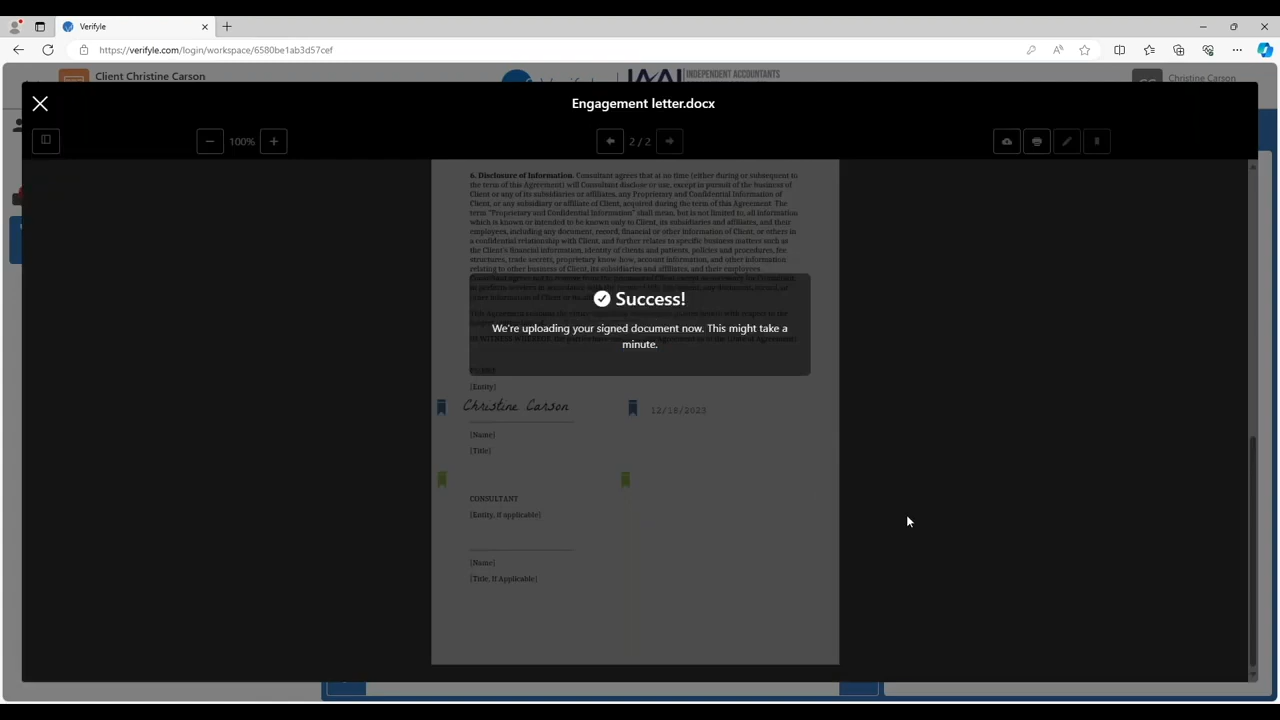 Verifyle
https://verifyle.com/login/workspace/6580be1ab3d57cef
Client Christine Carson
INDEPENDENT ACCOUNTANTS
Christine Carson
Engagement letter.docx
100%
2 / 2
6. Disclosure of Information. Consultant agrees that at no time (either during or subsequent to
the term of this Agreement) will Consultant disclose or use, except in pursuit of the business of
Client or any of its subsidiaries or affiliates, any Proprietary and Confidential Information of
Client, or any subsidiary or affiliate of Client, acquired during the term of this Agreement. The
term "Proprietary and Confidential Information" shall mean, but is not limited to, all information
which is known or intended to be known only to Client, its subsidiaries and affiliates, and their
employees, including any document, record, financial or other information of Client, or others in
a confidential relationship with Client, and further relates to specific business matters such as
the Client's financial information, identity of clients and patients, policies and procedures, fee
structures, trade secrets, proprietary know-how, account information, and other information
relating to other business of Client, its subsidiaries and affiliates, and their employees.
Success!
We're uploading your signed document now. This might take a
minute.
[Entity]
Christine Carson
12/18/2023
[Name]
[Title]
CONSULTANT
[Entity, if applicable]
[Name]
[Title, If Applicable]